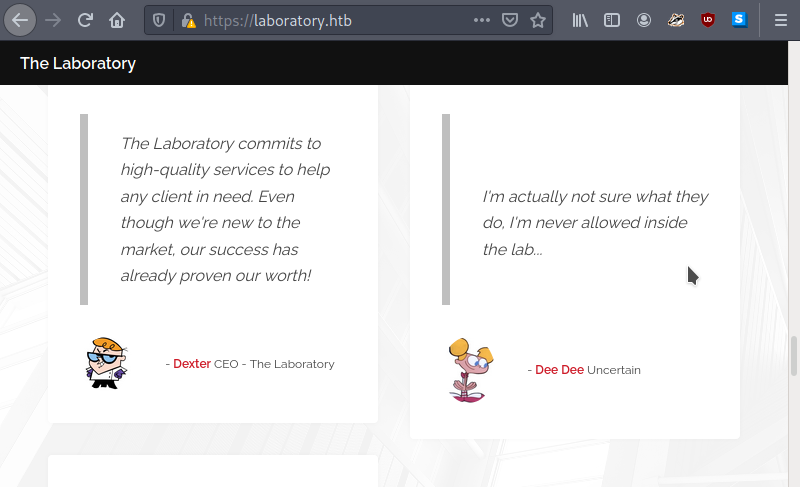 https://laboratory.htb
The Laboratory
The Laboratory commits to
high-quality services to help
any client in need. Even
though we're new to the
market, our success has
already proven our worth!
- Dexter CEO - The Laboratory
I'm actually not sure what they
do, I'm never allowed inside
the lab...
- Dee Dee Uncertain